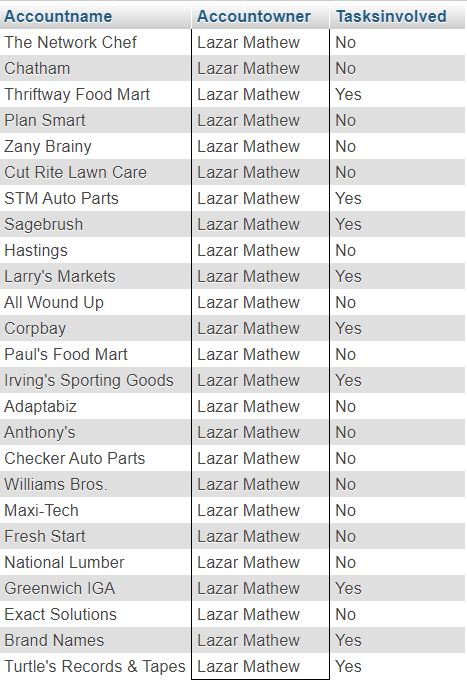 Accountname Accountowner Tasksinvolved
The Network Chef Lazar Mathew No
Chatham Lazar Mathew No
Thriftway Food Mart Lazar Mathew Yes
Plan Smart Lazar Mathew No
Zany Brainy Lazar Mathew No
Cut Rite Lawn Care Lazar Mathew No
STM Auto Parts Lazar Mathew Yes
Sagebrush Lazar Mathew Yes
Hastings Lazar Mathew No
Larry's Markets Lazar Mathew Yes
All Wound Up Lazar Mathew No
Corpbay Lazar Mathew Yes
Paul's Food Mart Lazar Mathew No
Irving's Sporting Goods Lazar Mathew Yes
Adaptabiz Lazar Mathew No
Anthony's Lazar Mathew No
Checker Auto Parts Lazar Mathew No
Williams Bros. Lazar Mathew No
Maxi-Tech Lazar Mathew No
Fresh Start Lazar Mathew No
National Lumber Lazar Mathew No
Greenwich IGA Lazar Mathew Yes
Exact Solutions Lazar Mathew No
Brand Names Lazar Mathew Yes
Turtle's Records & Tapes Lazar Mathew Yes